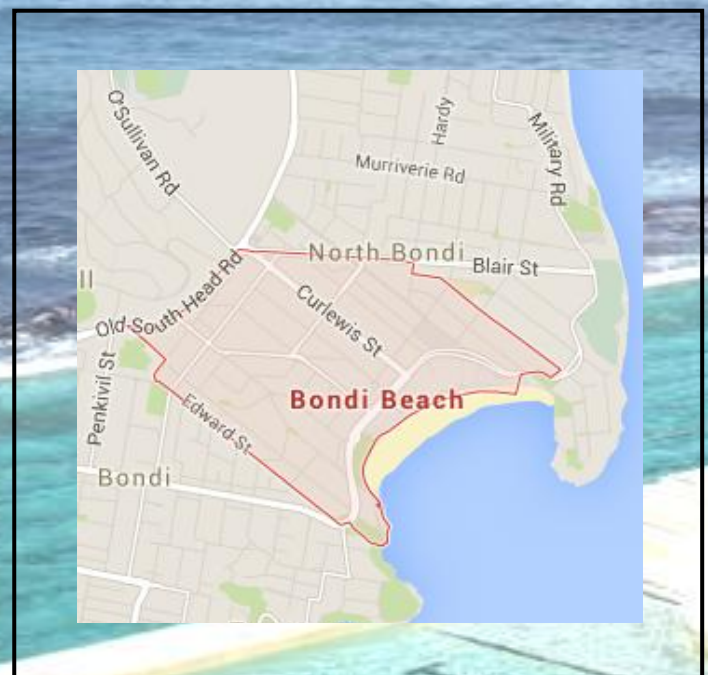 O'Sullivan Rd
Hardy
Military Rd
Murriverie Rd
North Bondi
Blair St
ll
Old South Head Rd
Curlewis St
Penkivil St
Bondi Beach
Edward St
Bondi